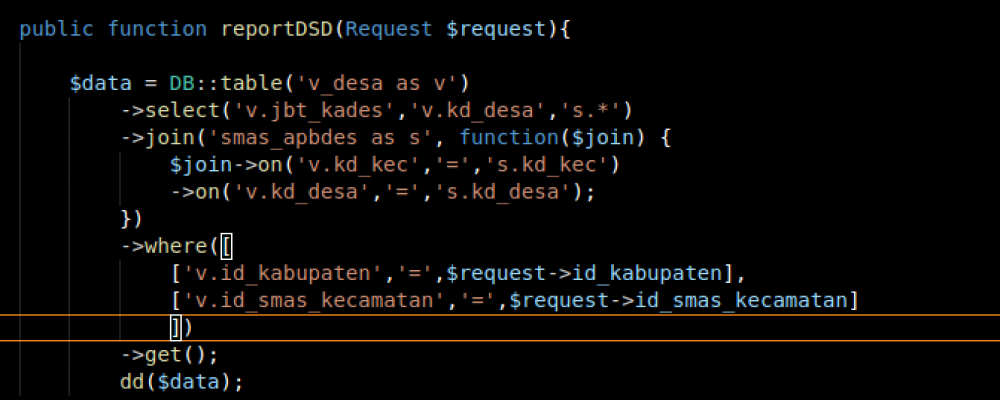 public function reportDSD(Request $request){
$data = DB::table('v_desa as v')
->select('v.jbt_kades','v.kd_desa','s.*')
->join('smas_apbdes as s', function($join) {
$join->on('v.kd_kec','=','s.kd_kec')
->on('v.kd_desa','=','s.kd_desa');
})
->where([
['v.id_kabupaten','=',$request->id_kabupaten],
['v.id_smas_kecamatan','=',$request->id_smas_kecamatan]
])
->get();
dd($data);